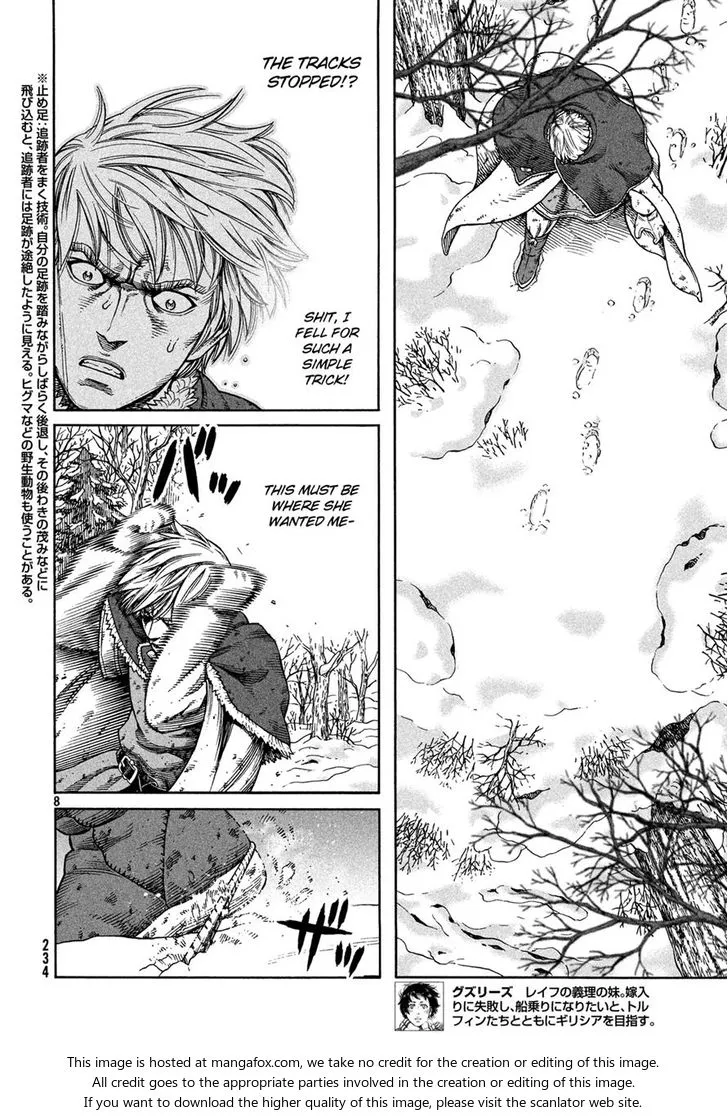 THE TRACKS
STOPPED!?
SHIT, I
FELL FOR
SUCH A
SIMPLE
TRICK!
※止め足：追跡者をまく技術。自分の足跡を踏みながらしばらく後退し、その後わきの茂みなどに
飛び込むと、追跡者には足跡が途絶したように見える。ヒグマなどの野生動物も使うことがある。
THIS MUST BE
WHERE SHE
WANTED ME-
バッ
8
ザッ
234
グズリーズ　レイフの義理の妹。嫁入
りに失敗し、船乗りになりたいと、トル
フィンたちとともにギリシアを目指す。
This image is hosted at mangafox.com, we take no credit for the creation or editing of this image.
All credit goes to the appropriate parties involved in the creation or editing of this image.
If you want to download the higher quality of this image, please visit the scanlator web site.